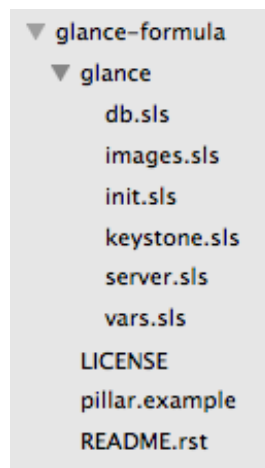 glance-formula
glance
db.sls
images.sls
init.sls
keystone.sls
server.sls
vars.sls
LICENSE
pillar.example
README.rst